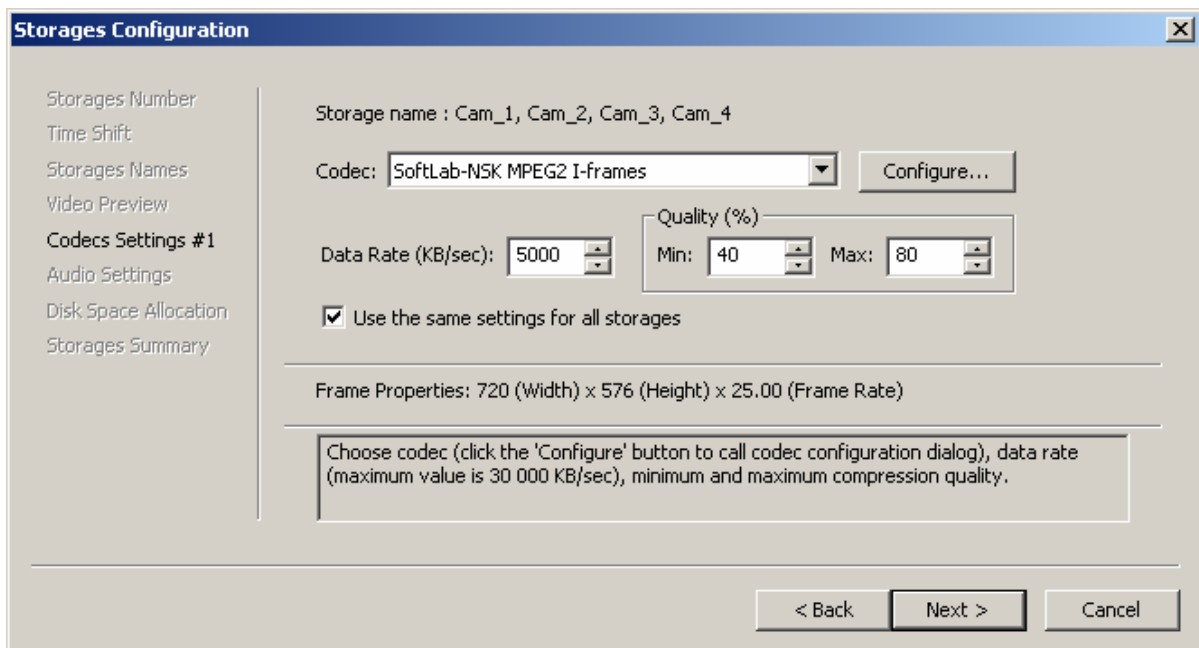 Storages Configuration
Storages Number
Time Shift
Storages Names
Video Preview
Codecs Settings #1
Audio Settings
Disk Space Allocation
Storages Summary
Storage name : Cam_1, Cam_2, Cam_3, Cam_4
Codec: SoftLab-NSK MPEG2 I-frames Configure...
Quality (%)
Data Rate (KB/sec): 5000 Min: 40 Max: 80
Use the same settings for all storages
Frame Properties: 720 (Width) x 576 (Height) x 25.00 (Frame Rate)
Choose codec (click the 'Configure' button to call codec configuration dialog), data rate
(maximum value is 30 000 KB/sec), minimum and maximum compression quality.
< Back Next > Cancel